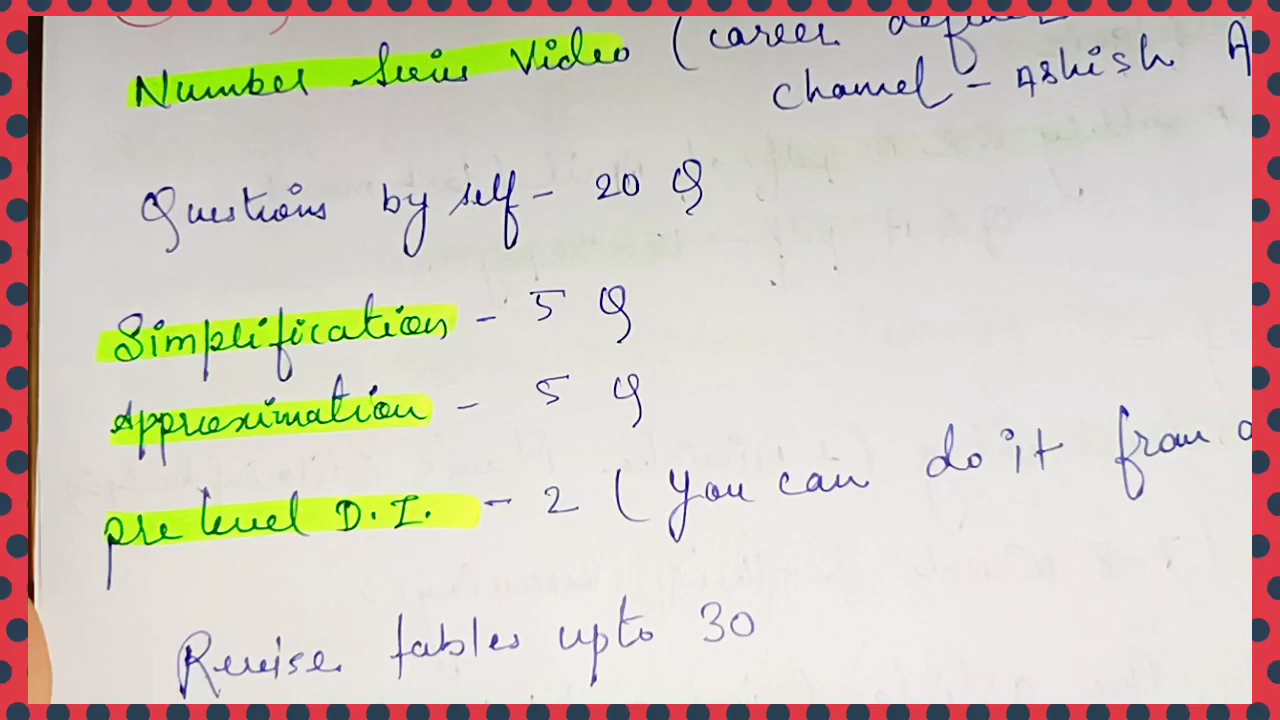 Number Series Video (career
channel - Ashish
Questions by self - 20 Q
Simplification - 5 Q
Approximation - 5 Q
pre level D.I. - 2 ( you can do it from
Revise tables upto 30